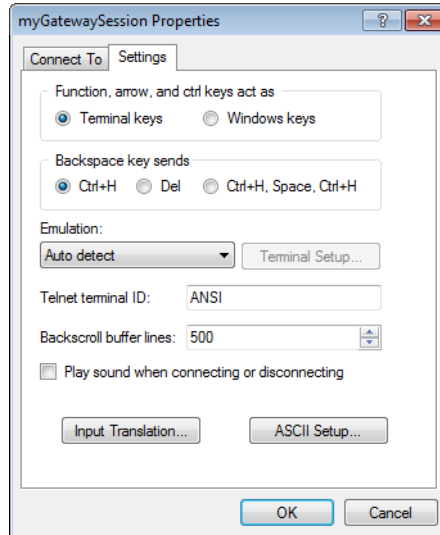 myGatewaySession Properties
Connect To Settings
Function, arrow, and ctrl keys act as
Terminal keys Windows keys
Backspace key sends
Ctrl+H Del Ctrl+H, Space, Ctrl+H
Emulation:
Auto detect Terminal Setup...
Telnet terminal ID: ANSI
Backscroll buffer lines: 500
Play sound when connecting or disconnecting
Input Translation... ASCII Setup...
OK Cancel